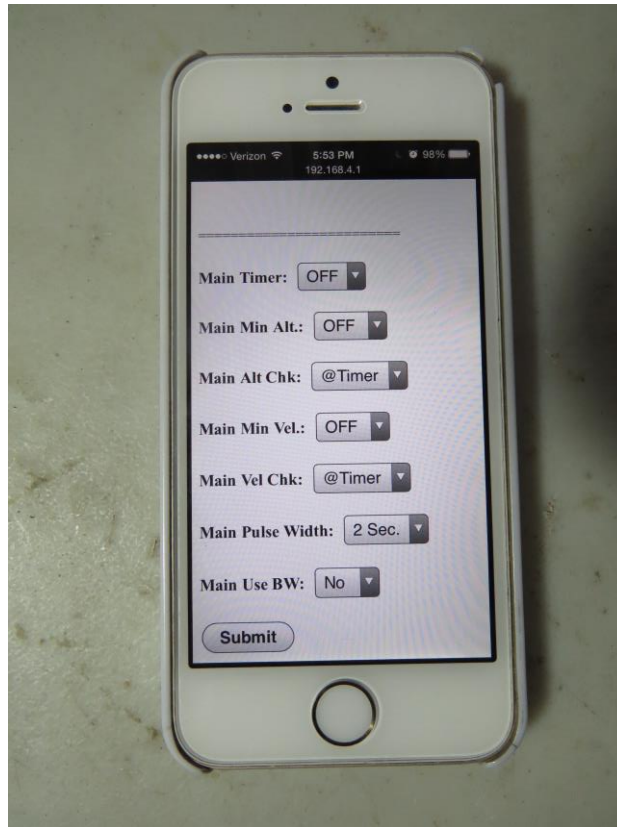 Verizon 5:53 PM 98%
192.168.4.1
Main Timer: OFF
Main Min Alt.: OFF
Main Alt Chk: @Timer
Main Min Vel.: OFF
Main Vel Chk: @Timer
Main Pulse Width: 2 Sec.
Main Use BW: No
Submit